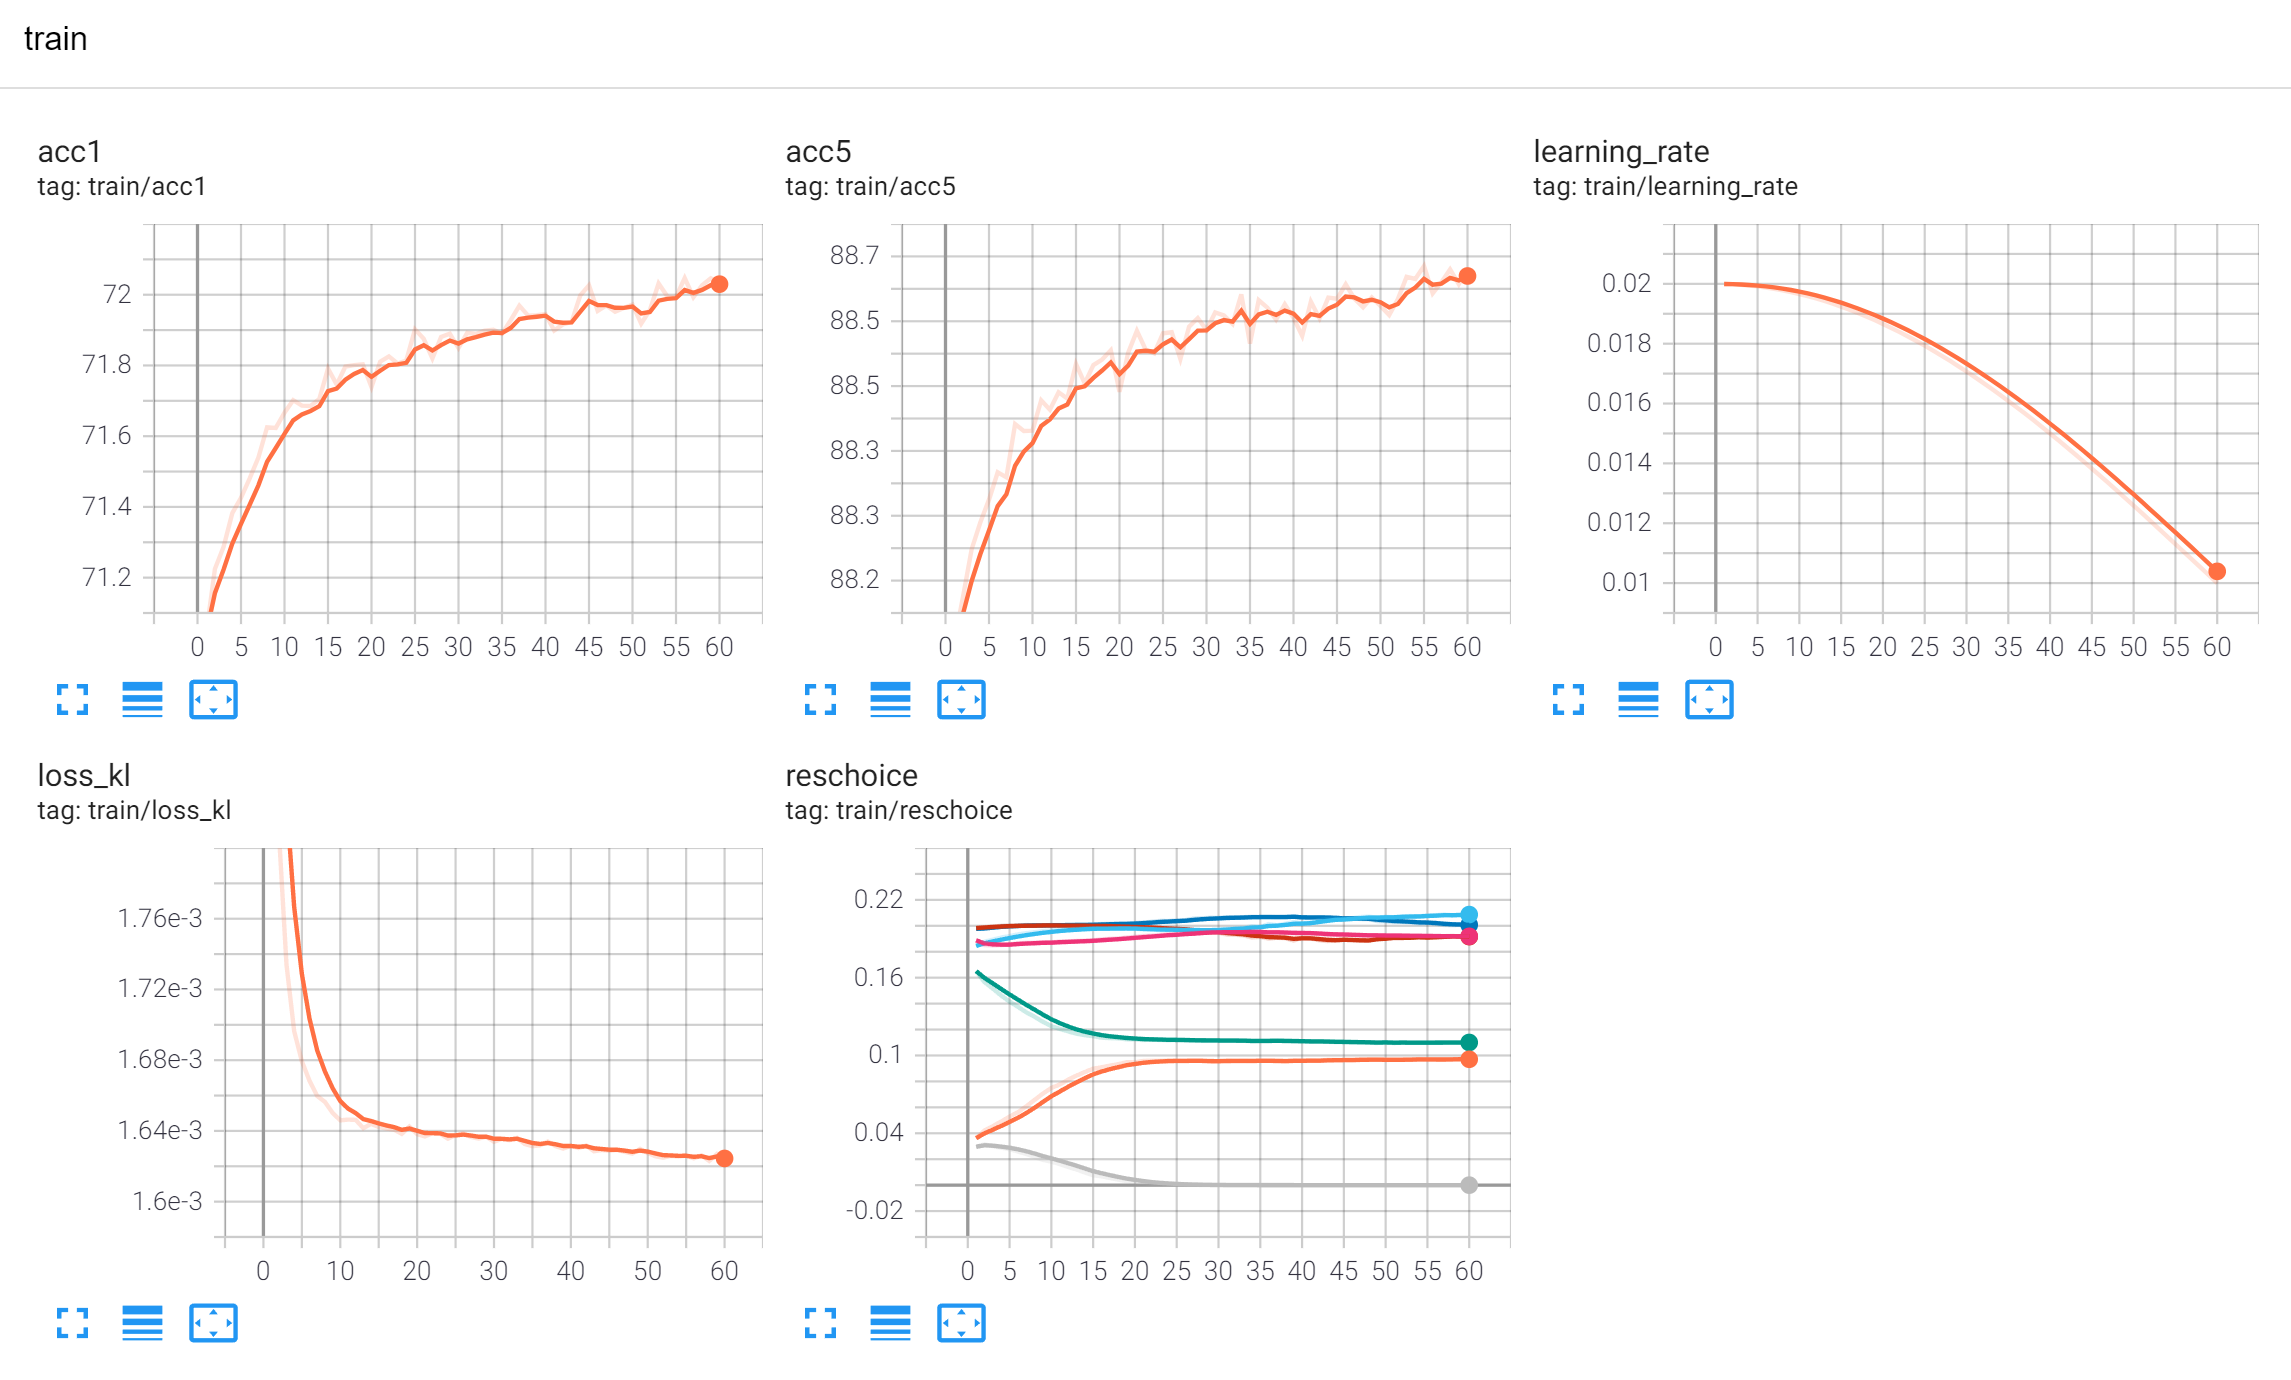 train
acc1
tag: train/acc1
72
71.8
71.6
71.4
71.2
0 5 10 15 20 25 30 35 40 45 50 55 60
acc5
tag: train/acc5
88.7
88.5
88.5
88.3
88.3
88.2
0 5 10 15 20 25 30 35 40 45 50 55 60
learning_rate
tag: train/learning_rate
0.02
0.018
0.016
0.014
0.012
0.01
0 5 10 15 20 25 30 35 40 45 50 55 60
loss_kl
tag: train/loss_kl
1.76e-3
1.72e-3
1.68e-3
1.64e-3
1.6e-3
0 10 20 30 40 50 60
reschoice
tag: train/reschoice
0.22
0.16
0.1
0.04
-0.02
0 5 10 15 20 25 30 35 40 45 50 55 60